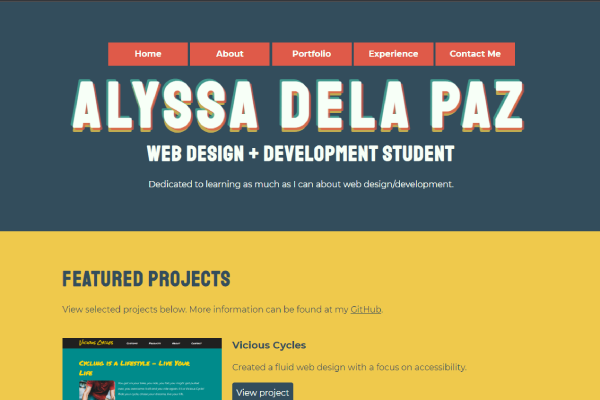 Home About Portfolio Experience Contact Me
ALYSSA DELA PAZ
WEB DESIGN + DEVELOPMENT STUDENT
Dedicated to learning as much as I can about web design/development.
FEATURED PROJECTS
View selected projects below. More information can be found at my GitHub.
Vicious Cycles
Cycling is a Lifestyle - Live Your
Life
Vicious Cycles
Created a fluid web design with a focus on accessibility.
View project